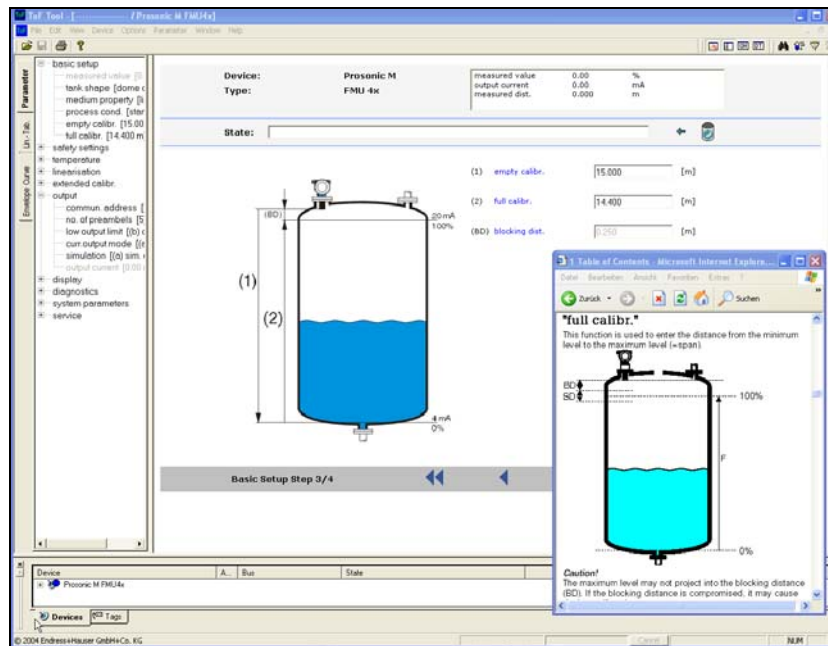 ToF Tool - [ / Prosonic M FMU4x]
File Edit View Device Options Parameter Window Help
Parameter
Lin.-Tab.
Envelope Curve
basic setup
measured value [0
tank shape [dome c
medium property [li
process cond. [stan
empty calibr. [15.00
full calibr. [14.400 m
safety settings
temperature
linearisation
extended calibr.
output
commun. address [
no. of preambels [5
low output limit [(b) c
curr.output mode [(e
simulation [(a) sim. 
output current [0.00
display
diagnostics
system parameters
service
Device: Prosonic M
Type: FMU 4x
measured value 0.00 %
output current 0.00 mA
measured dist. 0.000 m
State:
(1) empty calibr. 15.000 [m]
(2) full calibr. 14.400 [m]
(BD) blocking dist. 0.250 [m]
(BD)
20 mA
100%
(1)
(2)
4 mA
0%
Basic Setup Step 3/4
1 Table of Contents - Microsoft Internet Explore...
Datei Bearbeiten Ansicht Favoriten Extras ?
Zurück Suchen
"full calibr."
This function is used to enter the distance from the minimum
level to the maximum level (=span).
BD
SD
100%
F
0%
Caution!
The maximum level may not project into the blocking distance
(BD). If the blocking distance is compromised, it may cause
Device A... Bus State
Prosonic M FMU4x
Devices Tags
© 2004 Endress+Hauser GmbH+Co. KG Cancel NUM